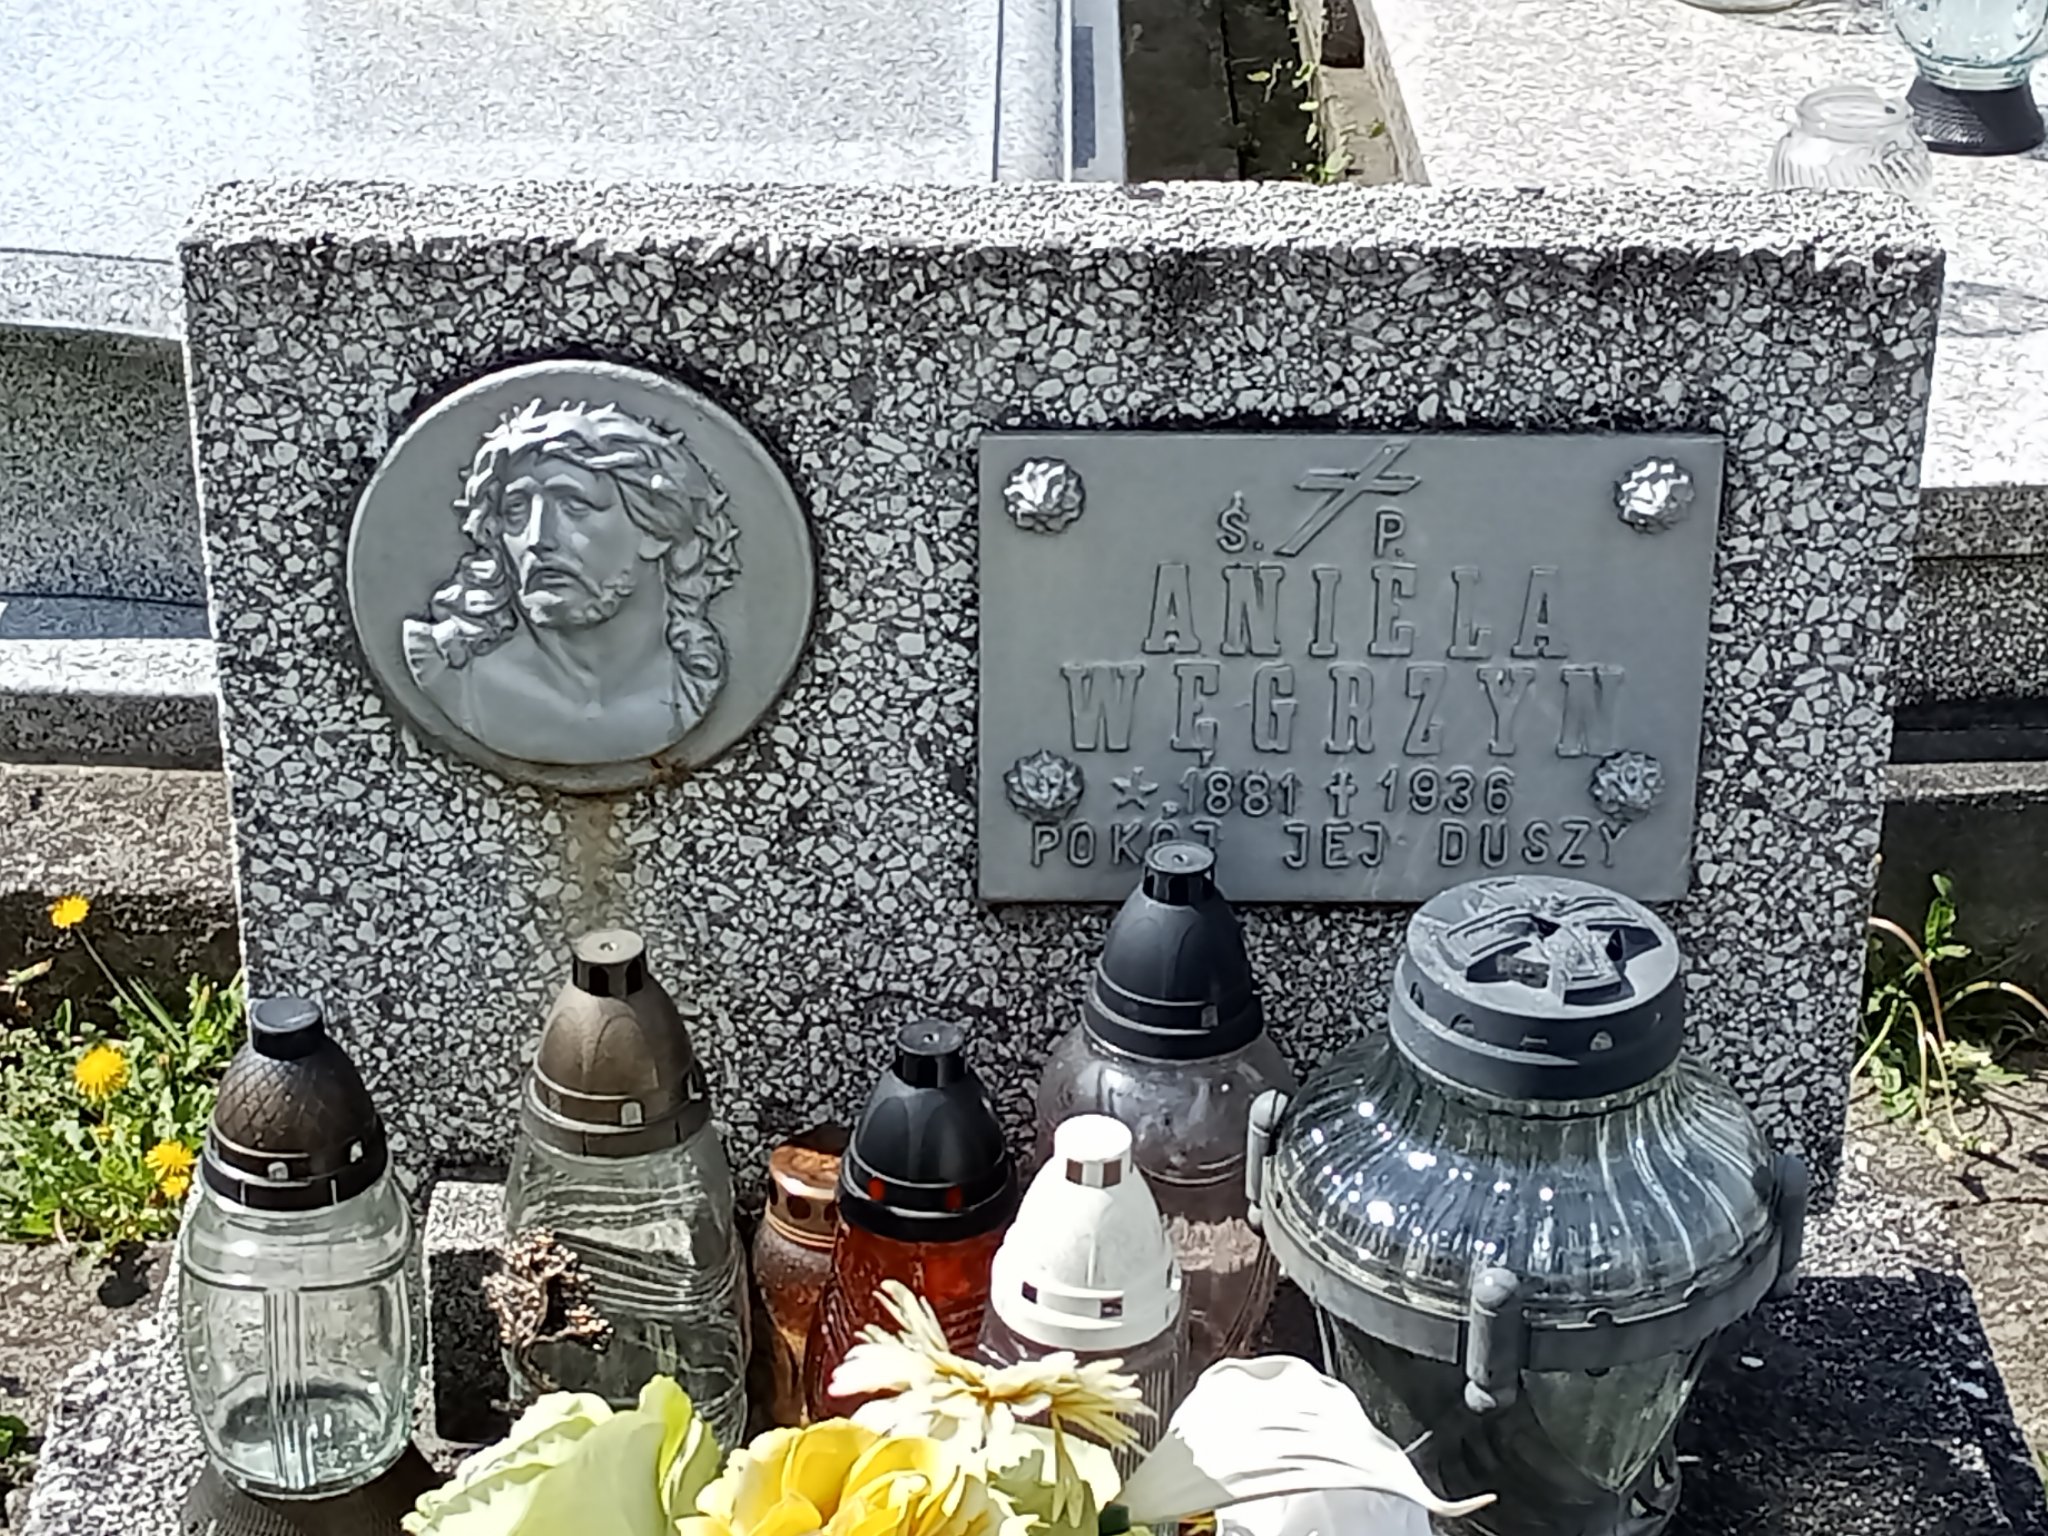 Ś. P.
ANIELA
WĘGRZYN
* 1881 † 1936
POKÓJ JEJ DUSZY